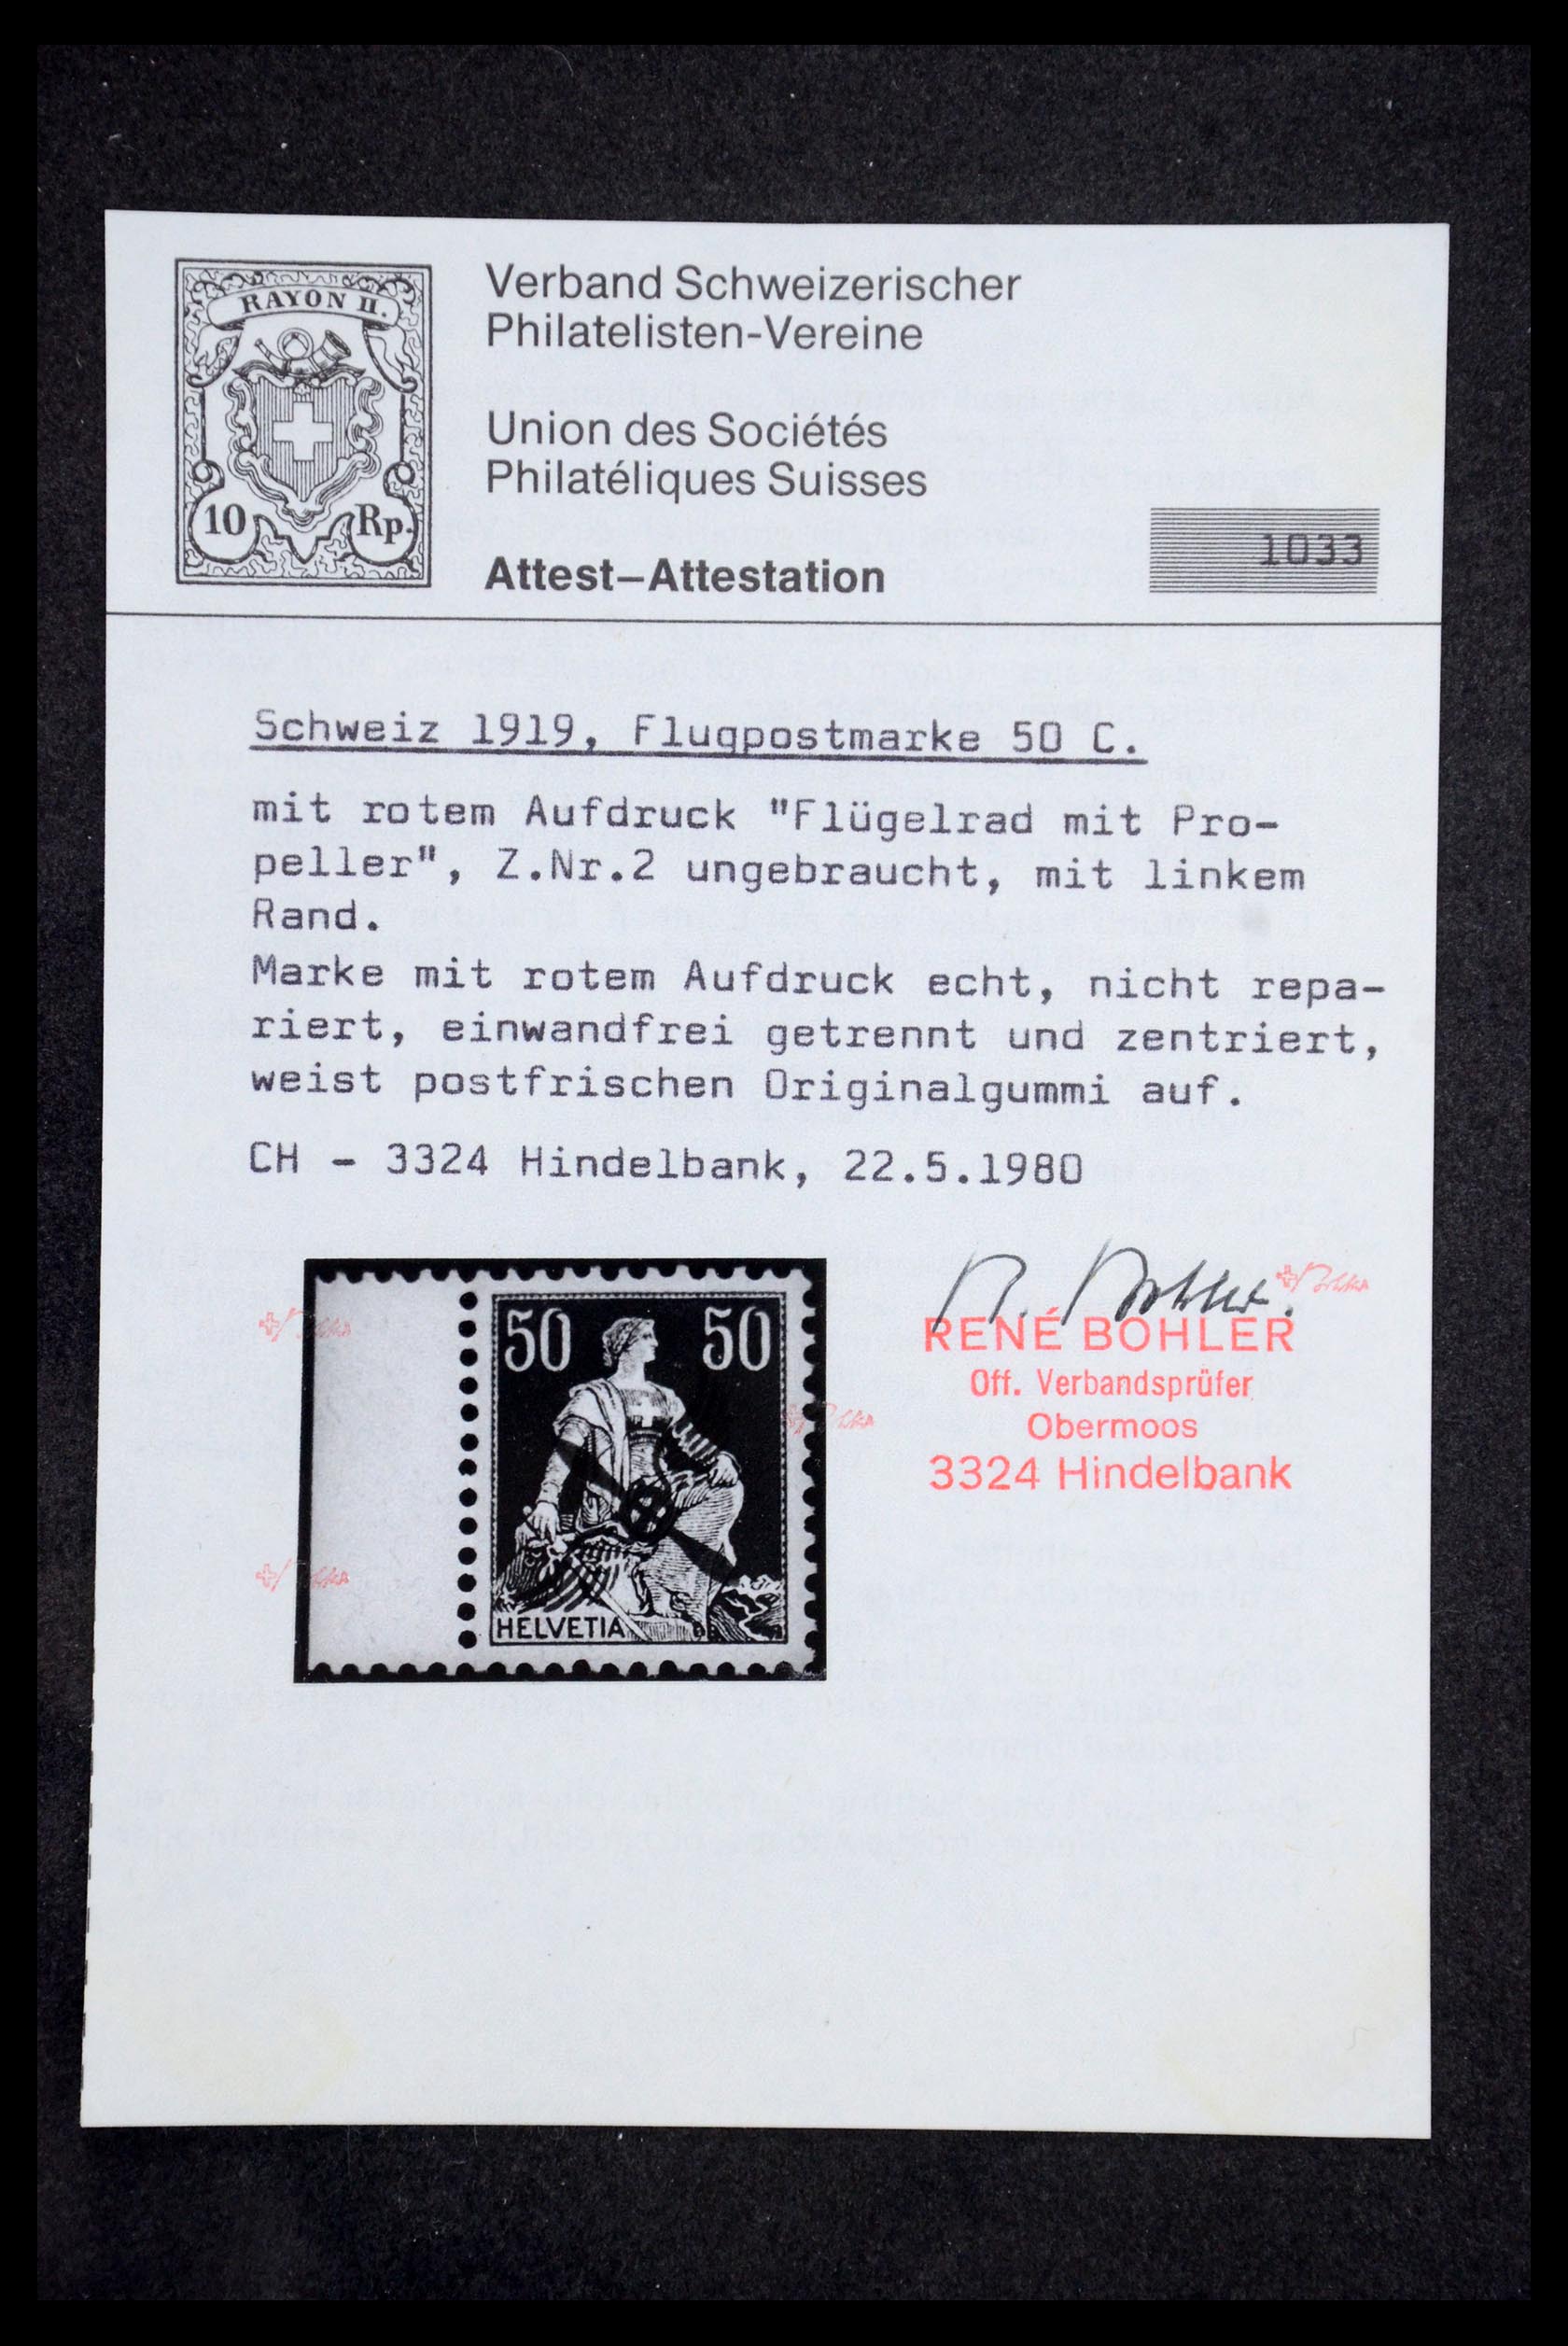 RAYON II.
10 Rp.
Verband Schweizerischer
Philatelisten-Vereine
Union des Sociétés
Philatéliques Suisses
Attest–Attestation
1033
Schweiz 1919, Flugpostmarke 50 C.
mit rotem Aufdruck "Flügelrad mit Pro-
peller", Z.Nr.2 ungebraucht, mit linkem
Rand.
Marke mit rotem Aufdruck echt, nicht repa-
riert, einwandfrei getrennt und zentriert,
weist postfrischen Originalgummi auf.
CH - 3324 Hindelbank, 22.5.1980
50 50
HELVETIA
RENÉ BOHLER
Off. Verbandsprüfer
Obermoos
3324 Hindelbank